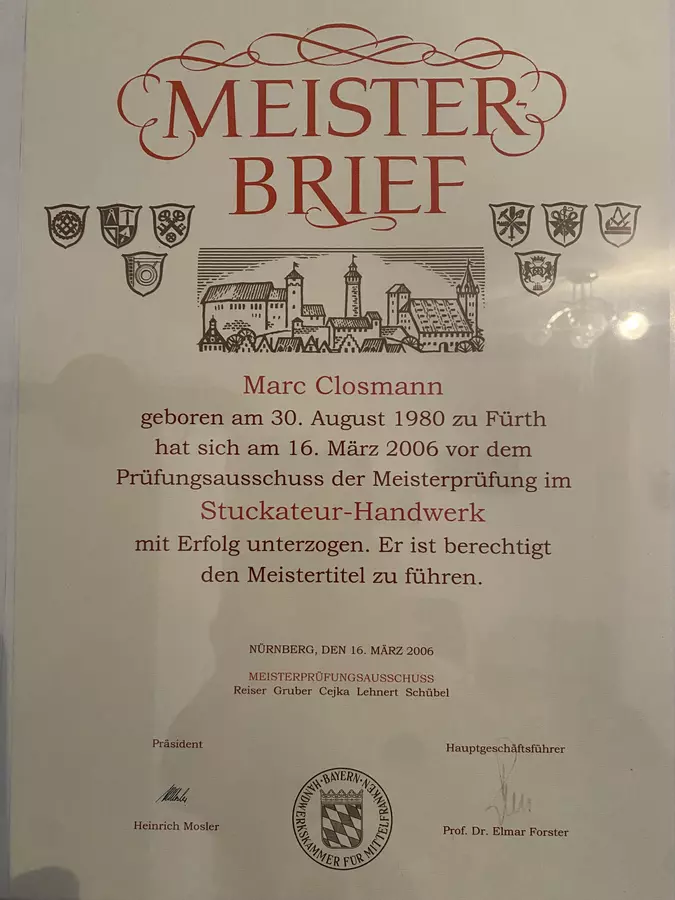 MEISTER-
BRIEF
Marc Closmann
geboren am 30. August 1980 zu Fürth
hat sich am 16. März 2006 vor dem
Prüfungsausschuss der Meisterprüfung im
Stuckateur-Handwerk
mit Erfolg unterzogen. Er ist berechtigt
den Meistertitel zu führen.
NÜRNBERG, DEN 16. MÄRZ 2006
MEISTERPRÜFUNGSAUSSCHUSS
Reiser Gruber Cejka Lehnert Schübel
Präsident
Hauptgeschäftsführer
Heinrich Mosler
Prof. Dr. Elmar Forster
BAYERN
HANDWERKSKAMMER FÜR MITTELFRANKEN